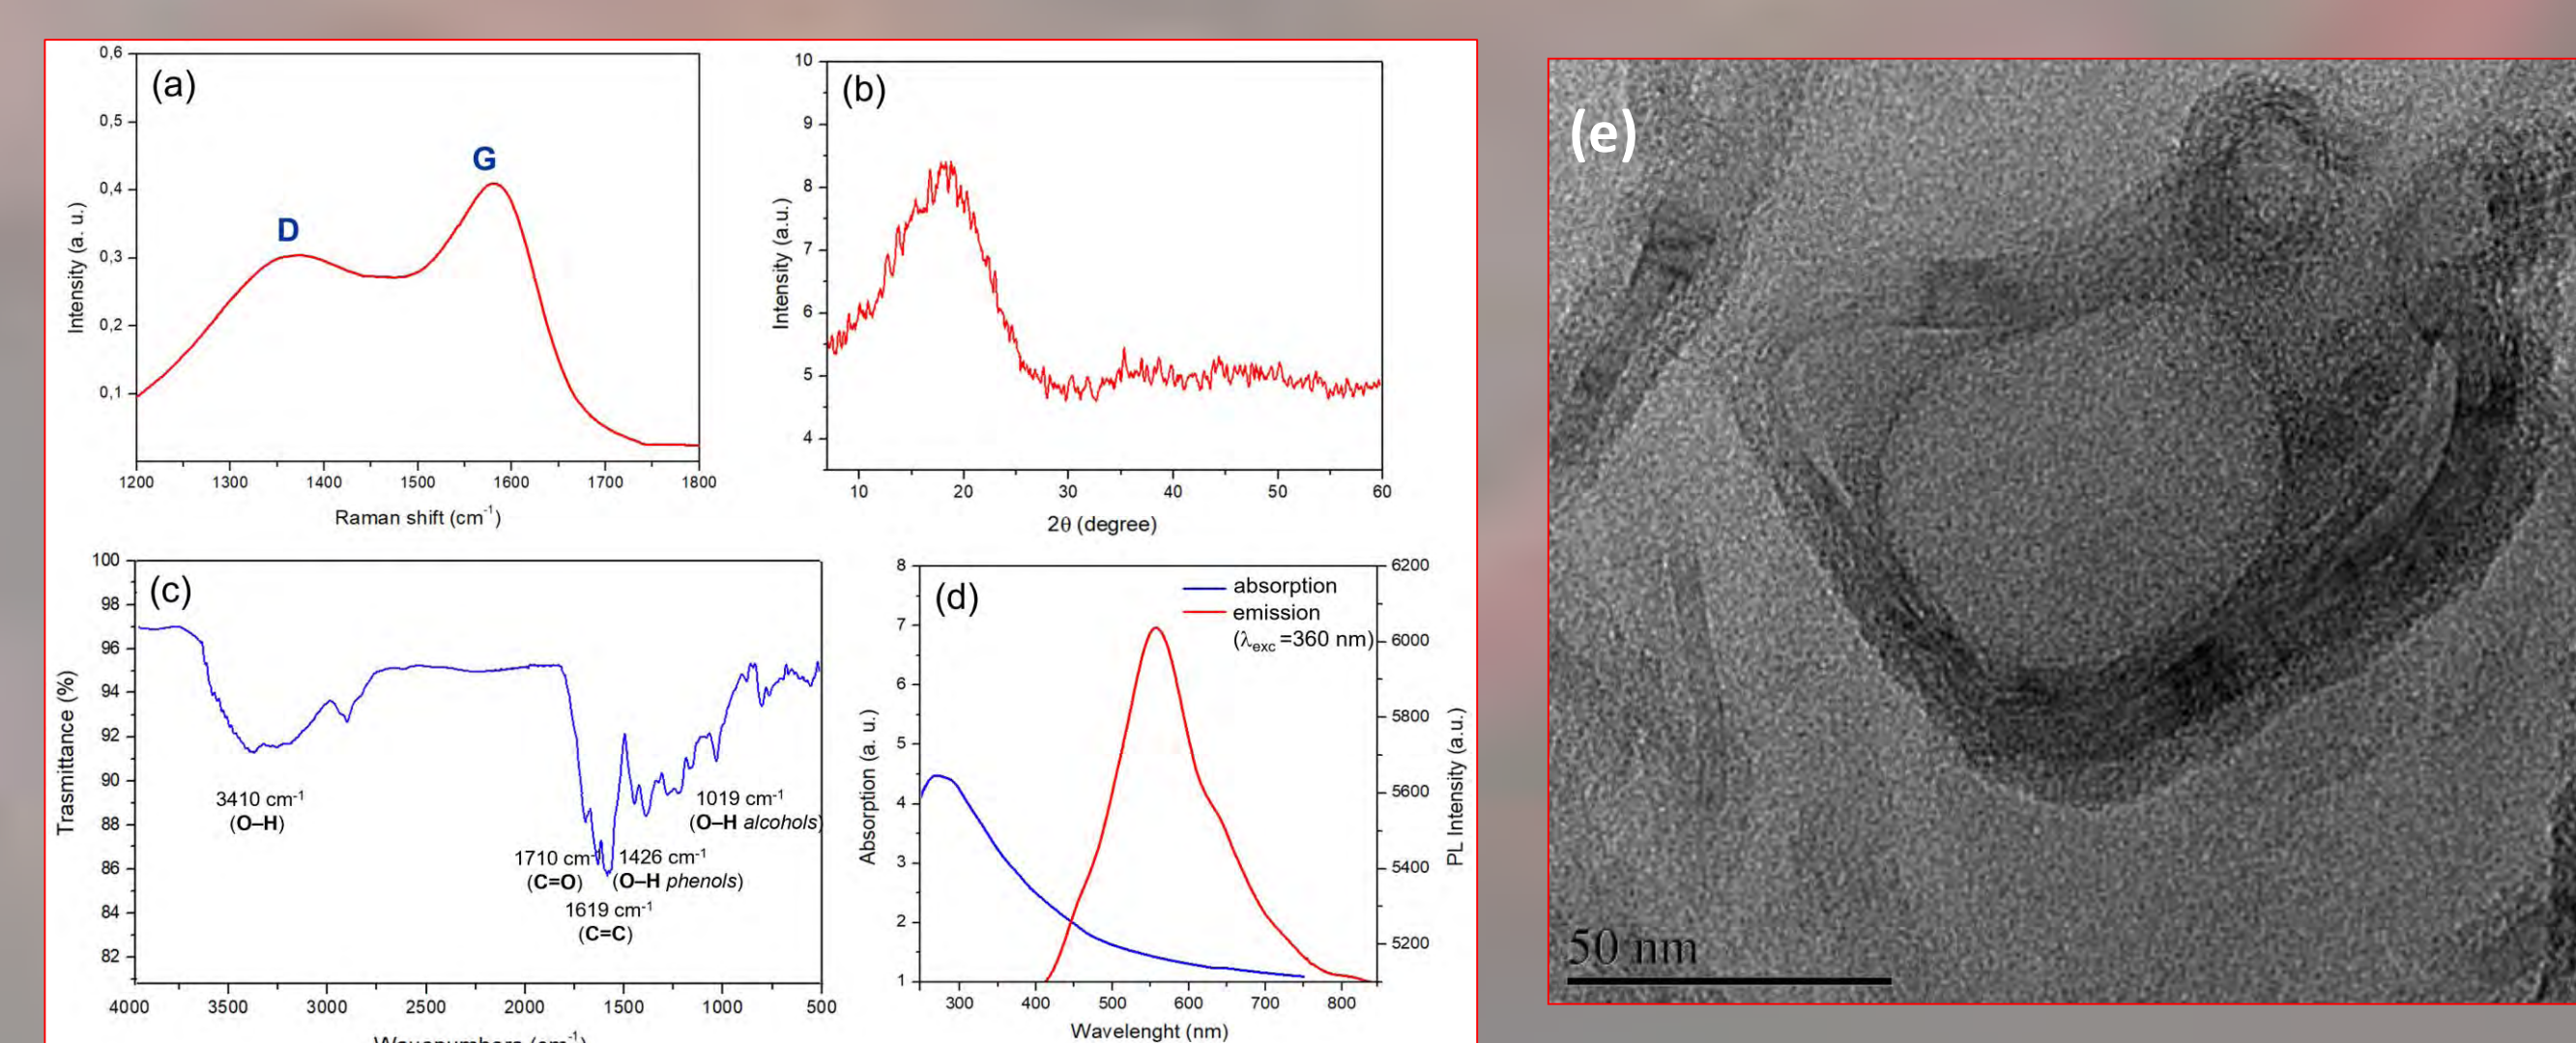 (a)
0,6
0,5
0,4
0,3
0,2
0,1
Intensity (a. u.)
D
G
1200 1300 1400 1500 1600 1700 1800
Raman shift (cm⁻¹)
(b)
10
9
8
7
6
5
4
Intensity (a.u.)
10 20 30 40 50 60
2θ (degree)
(c)
100
98
96
94
92
90
88
86
84
82
Trasmittance (%)
3410 cm⁻¹
(O–H)
1710 cm⁻¹
(C=O)
1619 cm⁻¹
(C=C)
1426 cm⁻¹
(O–H phenols)
1019 cm⁻¹
(O–H alcohols)
4000 3500 3000 2500 2000 1500 1000 500
Wavenumbers (cm⁻¹)
(d)
8
7
6
5
4
3
2
1
Absorption (a. u.)
absorption
emission
(λexc =360 nm)
6200
6000
5800
5600
5400
5200
PL Intensity (a.u.)
300 400 500 600 700 800
Wavelenght (nm)
(e)
50 nm